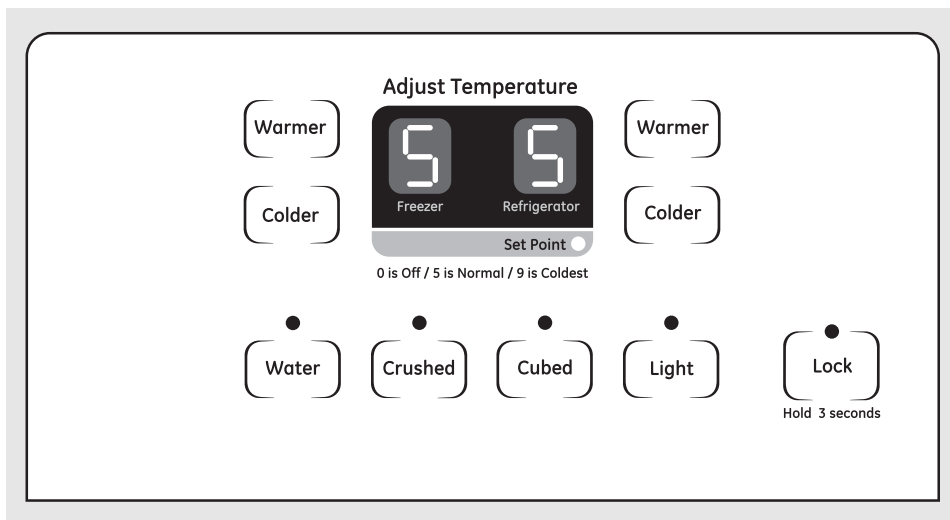 Adjust Temperature
Warmer
5 5
Warmer
Freezer Refrigerator
Colder
Colder
Set Point
0 is Off / 5 is Normal / 9 is Coldest
Water
Crushed
Cubed
Light
Lock
Hold 3 seconds